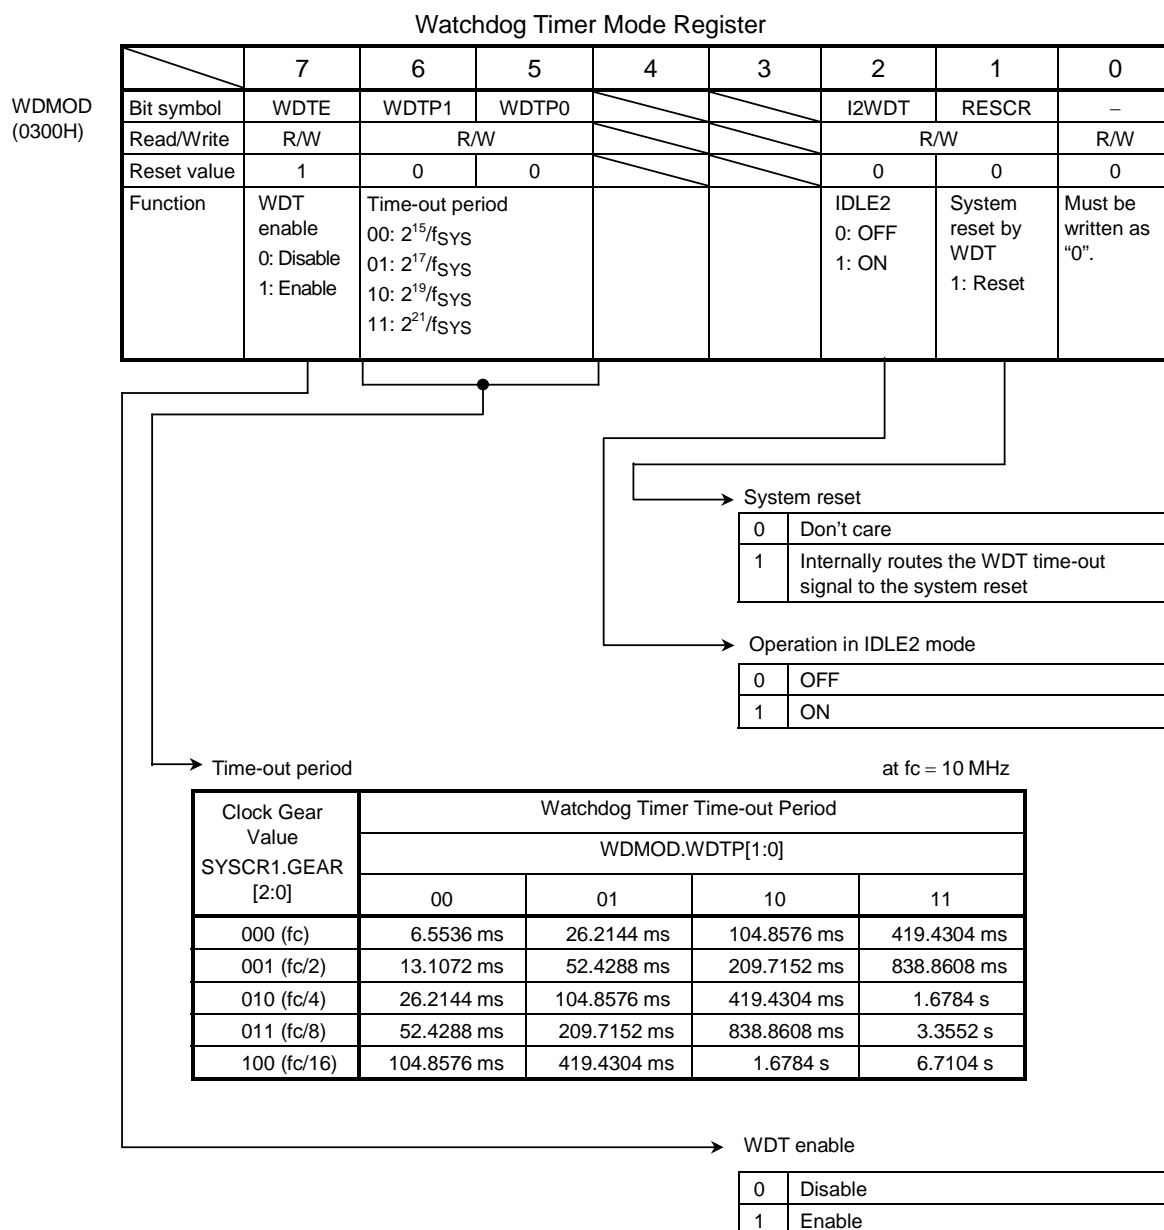 Watchdog Timer Mode Register
7 6 5 4 3 2 1 0
WDMOD
(0300H)
Bit symbol WDTE WDTP1 WDTP0 I2WDT RESCR –
Read/Write R/W R/W R/W R/W
Reset value 1 0 0 0 0 0
Function
WDT
enable
0: Disable
1: Enable
Time-out period
00: 2^15/fSYS
01: 2^17/fSYS
10: 2^19/fSYS
11: 2^21/fSYS
IDLE2
0: OFF
1: ON
System
reset by
WDT
1: Reset
Must be
written as
“0”.
System reset
0 Don’t care
1 Internally routes the WDT time-out
signal to the system reset
Operation in IDLE2 mode
0 OFF
1 ON
Time-out period at fc = 10 MHz
Clock Gear
Value
SYSCR1.GEAR
[2:0]
Watchdog Timer Time-out Period
WDMOD.WDTP[1:0]
00 01 10 11
000 (fc) 6.5536 ms 26.2144 ms 104.8576 ms 419.4304 ms
001 (fc/2) 13.1072 ms 52.4288 ms 209.7152 ms 838.8608 ms
010 (fc/4) 26.2144 ms 104.8576 ms 419.4304 ms 1.6784 s
011 (fc/8) 52.4288 ms 209.7152 ms 838.8608 ms 3.3552 s
100 (fc/16) 104.8576 ms 419.4304 ms 1.6784 s 6.7104 s
WDT enable
0 Disable
1 Enable